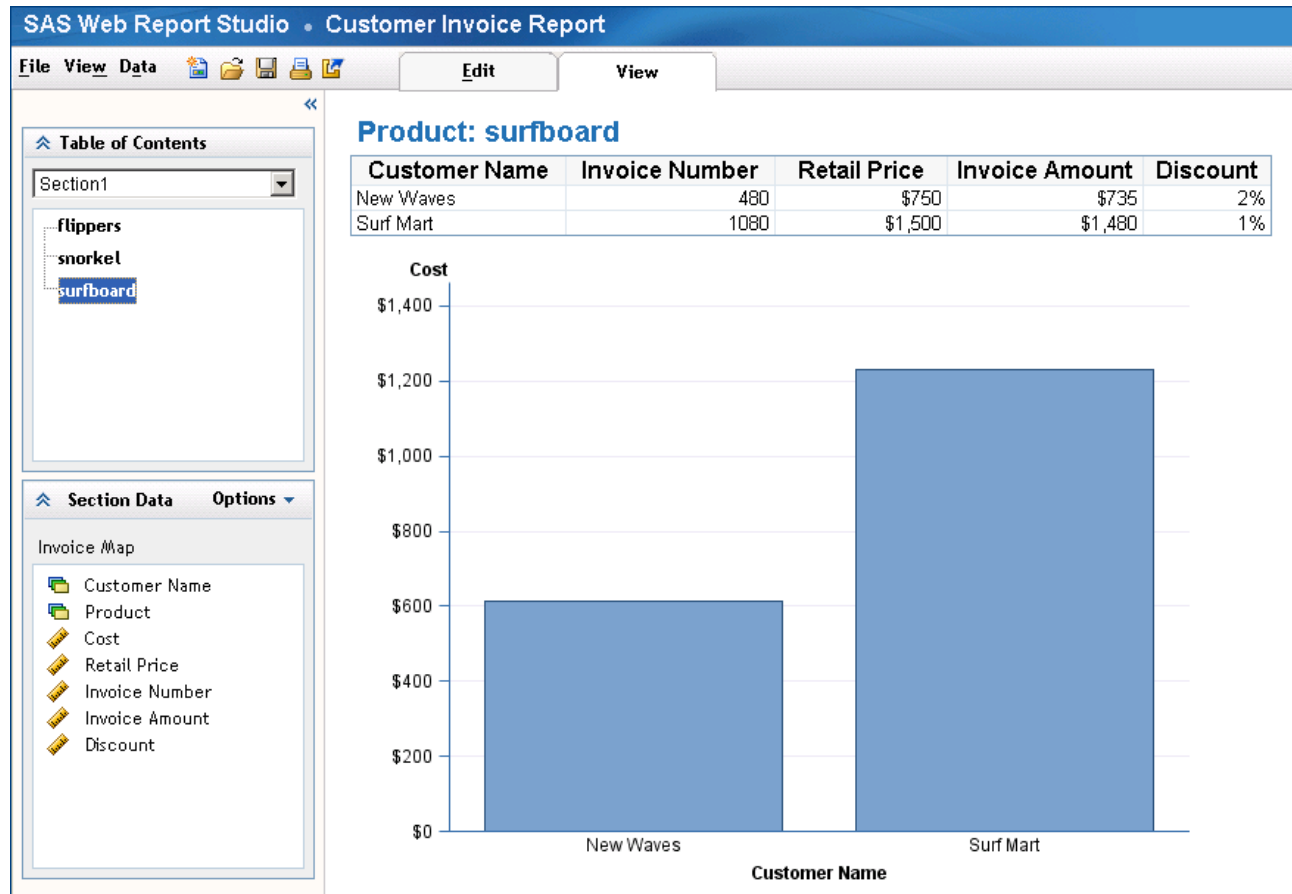 SAS Web Report Studio • Customer Invoice Report
File View Data
Edit
View
«
Table of Contents
Section1
flippers
snorkel
surfboard
Section Data Options
Invoice Map
Customer Name
Product
Cost
Retail Price
Invoice Number
Invoice Amount
Discount
Product: surfboard
Customer Name Invoice Number Retail Price Invoice Amount Discount
New Waves 480 $750 $735 2%
Surf Mart 1080 $1,500 $1,480 1%
Cost
$1,400
$1,200
$1,000
$800
$600
$400
$200
$0
New Waves Surf Mart
Customer Name